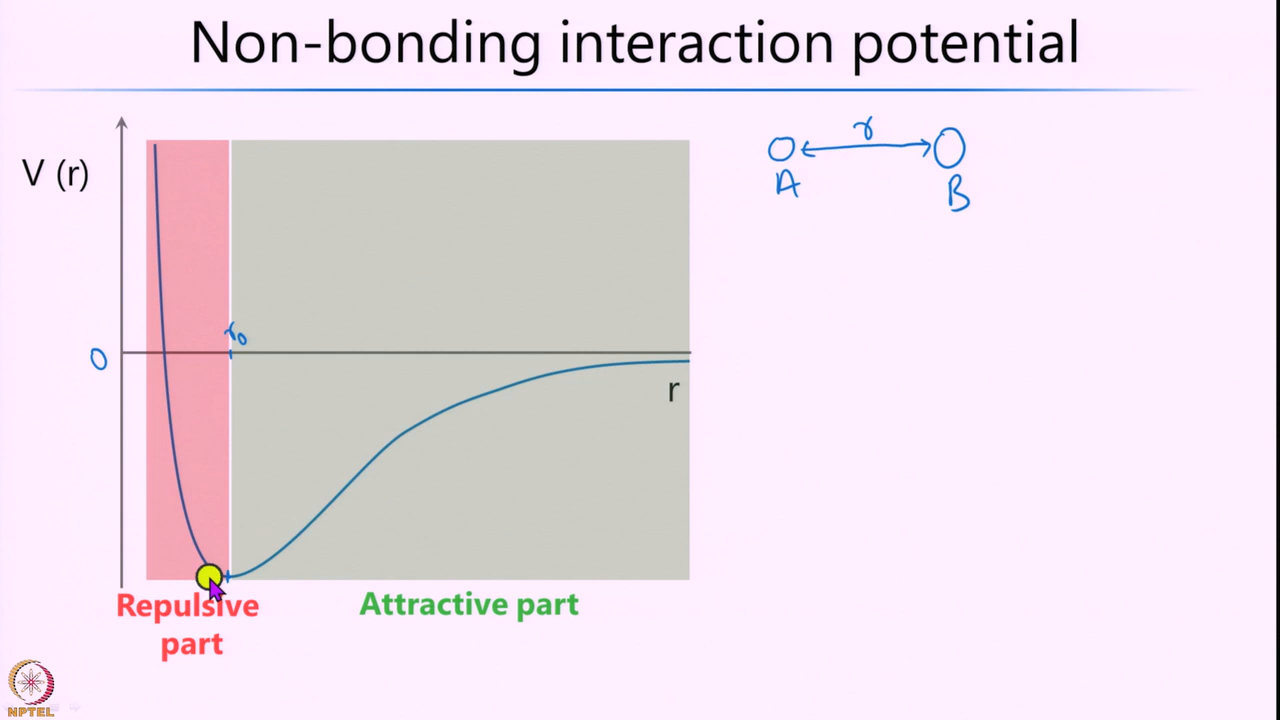 Non-bonding interaction potential
V (r)
r
A
B
r₀
0
r
Repulsive
part
Attractive part
NPTEL